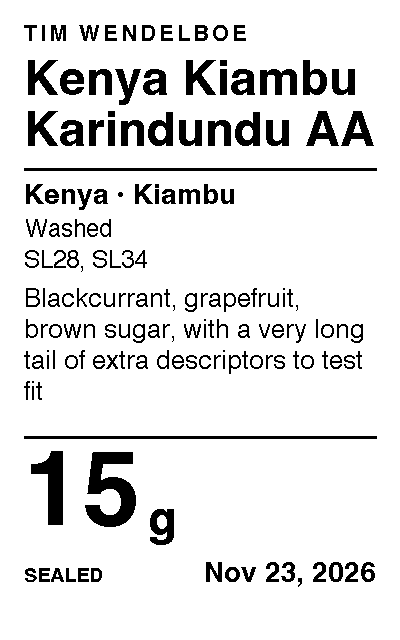 TIM WENDELBOE
Kenya Kiambu
Karindundu AA
Kenya · Kiambu
Washed
SL28, SL34
Blackcurrant, grapefruit,
brown sugar, with a very long
tail of extra descriptors to test
fit
15 g
SEALED Nov 23, 2026